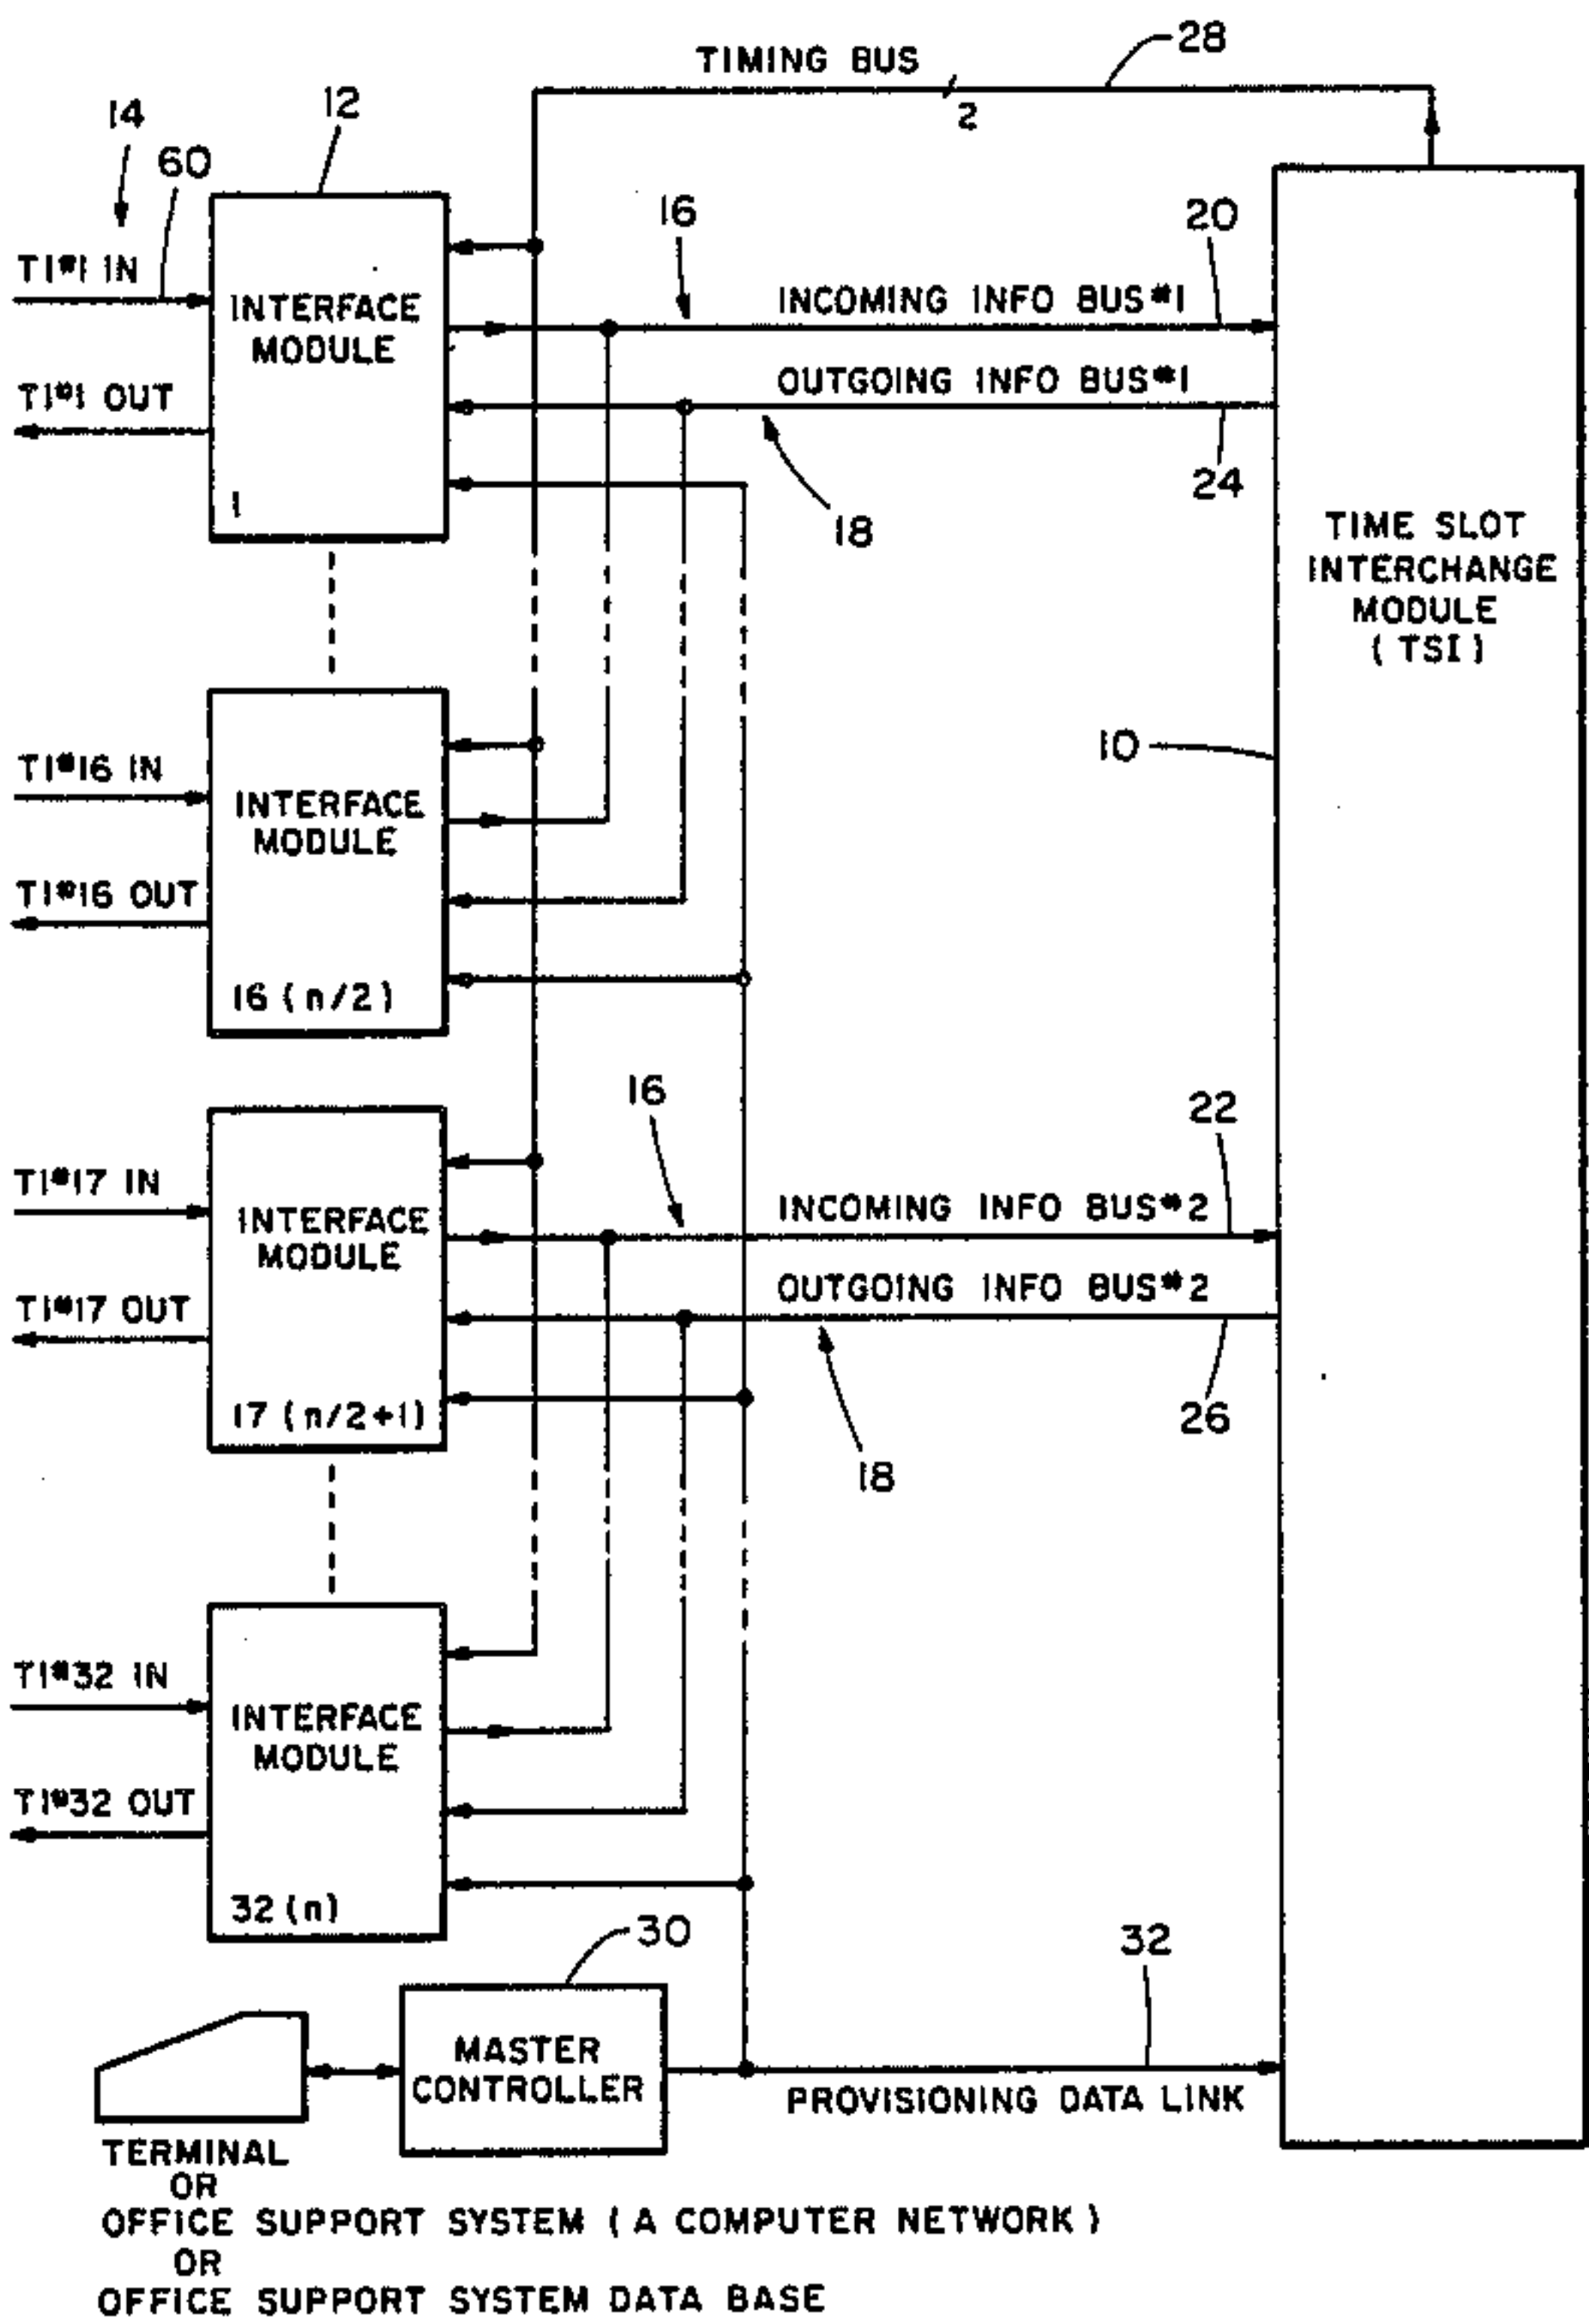 TIMING BUS
28
2
14
12
60
16
20
T1#1 IN
INTERFACE
MODULE
INCOMING INFO BUS#1
T1#1 OUT
OUTGOING INFO BUS#1
24
1
18
TIME SLOT
INTERCHANGE
MODULE
(TSI)
10
T1#16 IN
INTERFACE
MODULE
T1#16 OUT
16 (n/2)
16
22
T1#17 IN
INTERFACE
MODULE
INCOMING INFO BUS#2
T1#17 OUT
OUTGOING INFO BUS#2
17 (n/2+1)
26
18
T1#32 IN
INTERFACE
MODULE
T1#32 OUT
32 (n)
30
32
MASTER
CONTROLLER
PROVISIONING DATA LINK
TERMINAL
OR
OFFICE SUPPORT SYSTEM (A COMPUTER NETWORK)
OR
OFFICE SUPPORT SYSTEM DATA BASE